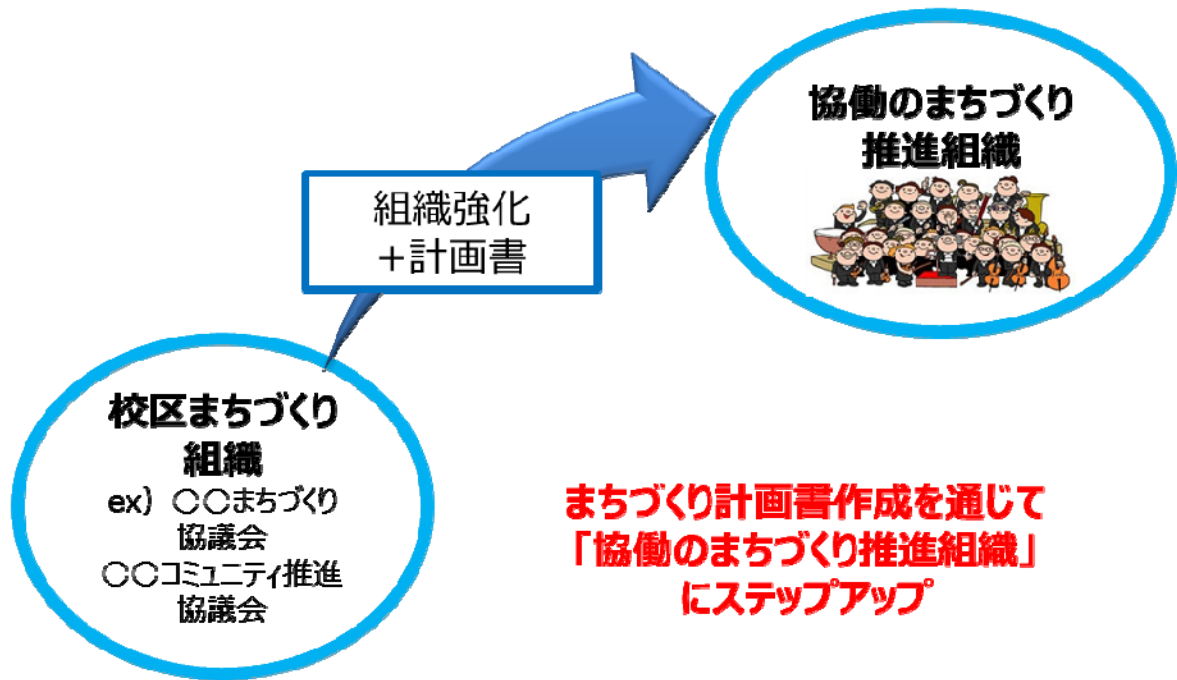 協働のまちづくり
推進組織
組織強化
+計画書
校区まちづくり
組織
ex）〇〇まちづくり
協議会
〇〇コミュニティ推進
協議会
まちづくり計画書作成を通じて
「協働のまちづくり推進組織」
にステップアップ